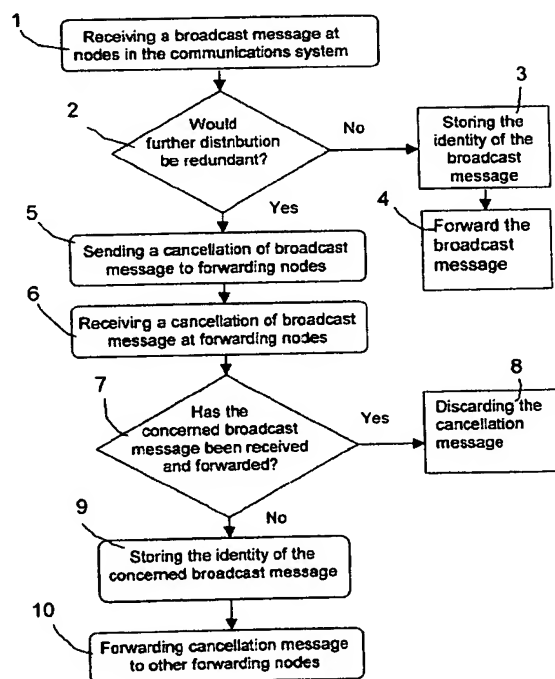 1
Receiving a broadcast message at
nodes in the communications system
2
Would
further distribution
be redundant?
No
3
Storing the
identity of the
broadcast
message
Yes
4
Forward the
broadcast
message
5
Sending a cancellation of broadcast
message to forwarding nodes
6
Receiving a cancellation of broadcast
message at forwarding nodes
7
Has the
concerned broadcast
message been received
and forwarded?
Yes
8
Discarding the
cancellation
message
No
9
Storing the identity of the
concerned broadcast message
10
Forwarding cancellation message
to other forwarding nodes